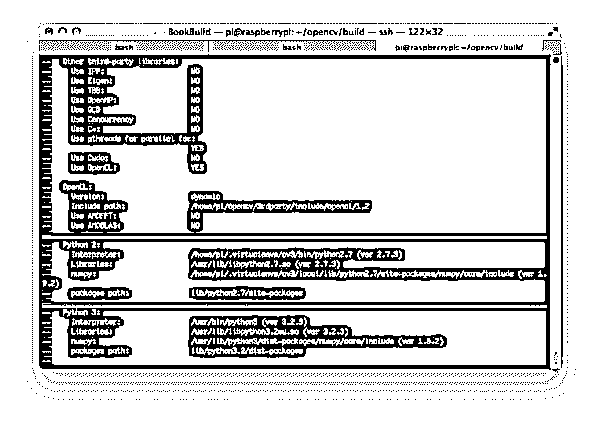 BookBuild — pi@raspberrypi: ~/opencv/build — ssh — 122×32
bash bash pi@raspberrypi: ~/opencv/build
Other third-party libraries:
Use IPP: NO
Use Eigen: NO
Use TBB: NO
Use OpenMP: NO
Use GCD NO
Use Concurrency NO
Use C=: NO
Use pthreads for parallel for:
YES
Use Cuda: NO
Use OpenCL: YES
OpenCL:
Version: dynamic
Include path: /home/pi/opencv/3rdparty/include/opencl/1.2
Use AMDFFT: NO
Use AMDBLAS: NO
Python 2:
Interpreter: /home/pi/.virtualenvs/cv3/bin/python2.7 (ver 2.7.3)
Libraries: /usr/lib/libpython2.7.so (ver 2.7.3)
numpy: /home/pi/.virtualenvs/cv3/local/lib/python2.7/site-packages/numpy/core/include (ver 1.
9.2)
packages path: lib/python2.7/site-packages
Python 3:
Interpreter: /usr/bin/python3 (ver 3.2.3)
Libraries: /usr/lib/libpython3.2mu.so (ver 3.2.3)
numpy: /usr/lib/python3/dist-packages/numpy/core/include (ver 1.6.2)
packages path: lib/python3.2/dist-packages